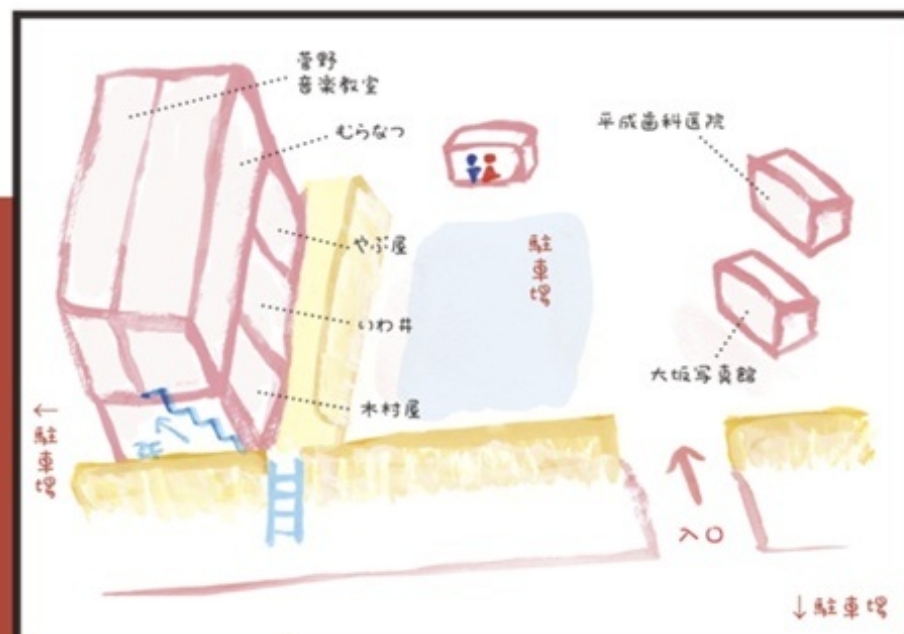 菅野
音楽教室
むらなつ
平成歯科医院
やぶ屋
駐車場
いわ井
大坂写真館
木村屋
←駐車場
2F
入口
↓駐車場